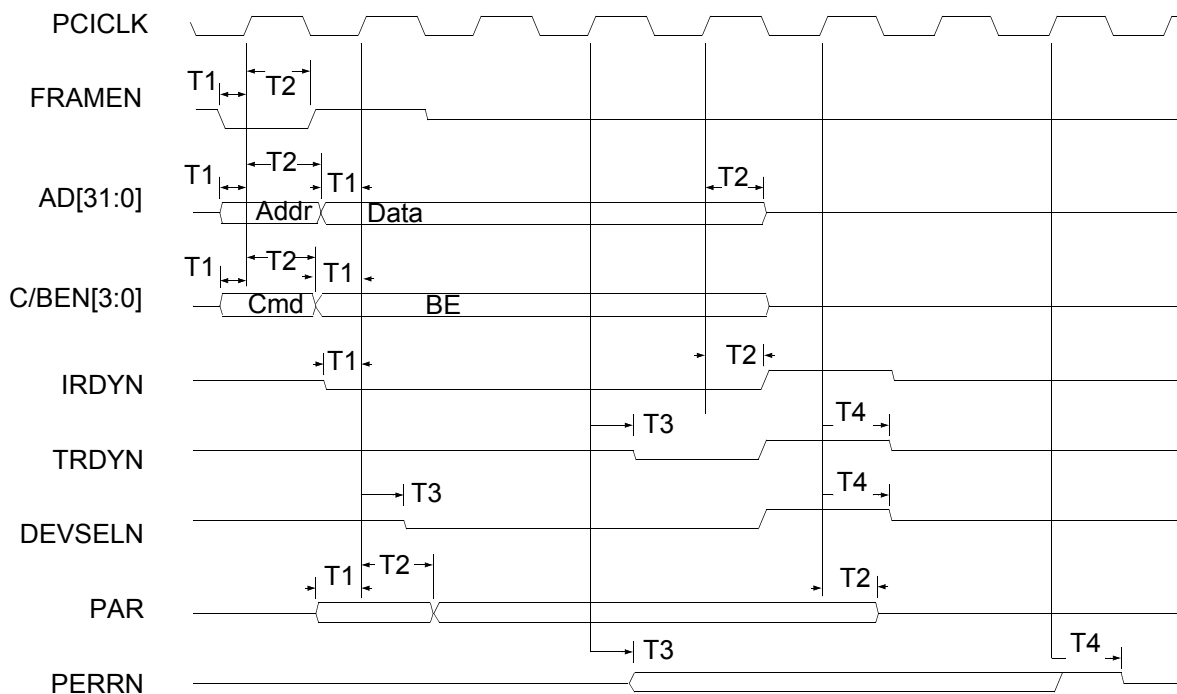 PCICLK
T1 T2
FRAMEN
T1 T2 T1 T2
AD[31:0]
Addr Data
T1 T2 T1
C/BEN[3:0]
Cmd BE
T1 T2
IRDYN
T3 T4
TRDYN
T3 T4
DEVSELN
T1 T2 T2
PAR
T3 T4
PERRN